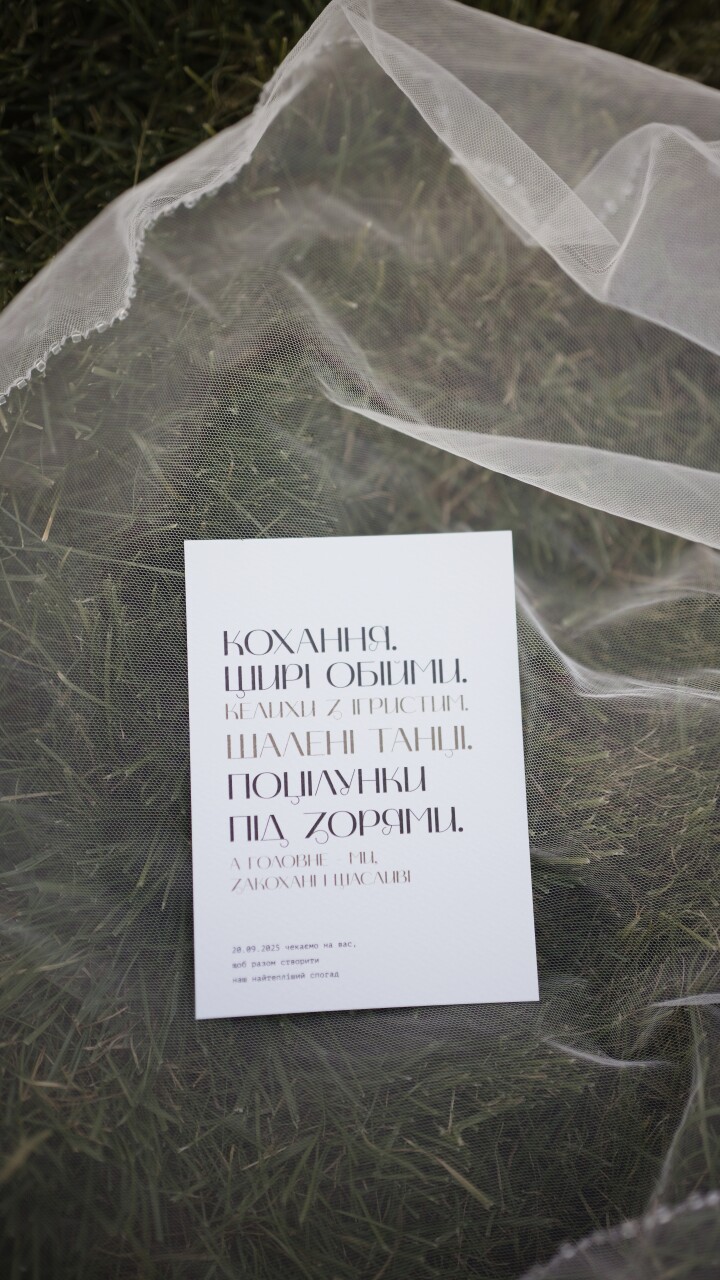 КОХАННЯ.
ЩИРІ ОБІЙМИ.
КЕЛИХИ З ІГРИСТИМ.
ШАЛЕНІ ТАНЦІ.
ПОЦІЛУНКИ
ПІД ЗОРЯМИ.
А ГОЛОВНЕ - МИ,
ЗАКОХАНІ І ЩАСЛИВІ
20.09.2025 чекаємо на вас,
щоб разом створити
наш найтепліший спогад